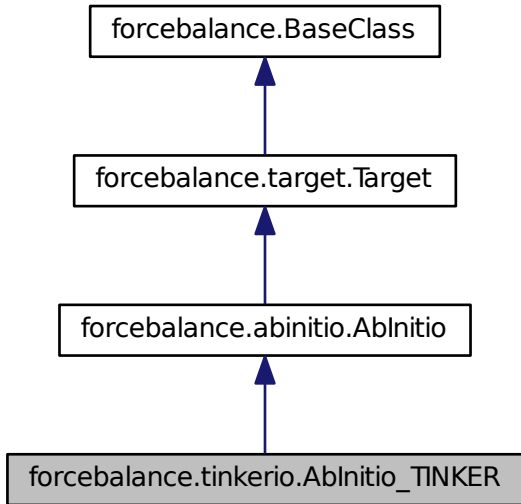 forcebalance.BaseClass
forcebalance.target.Target
forcebalance.abinitio.AbInitio
forcebalance.tinkerio.AbInitio_TINKER